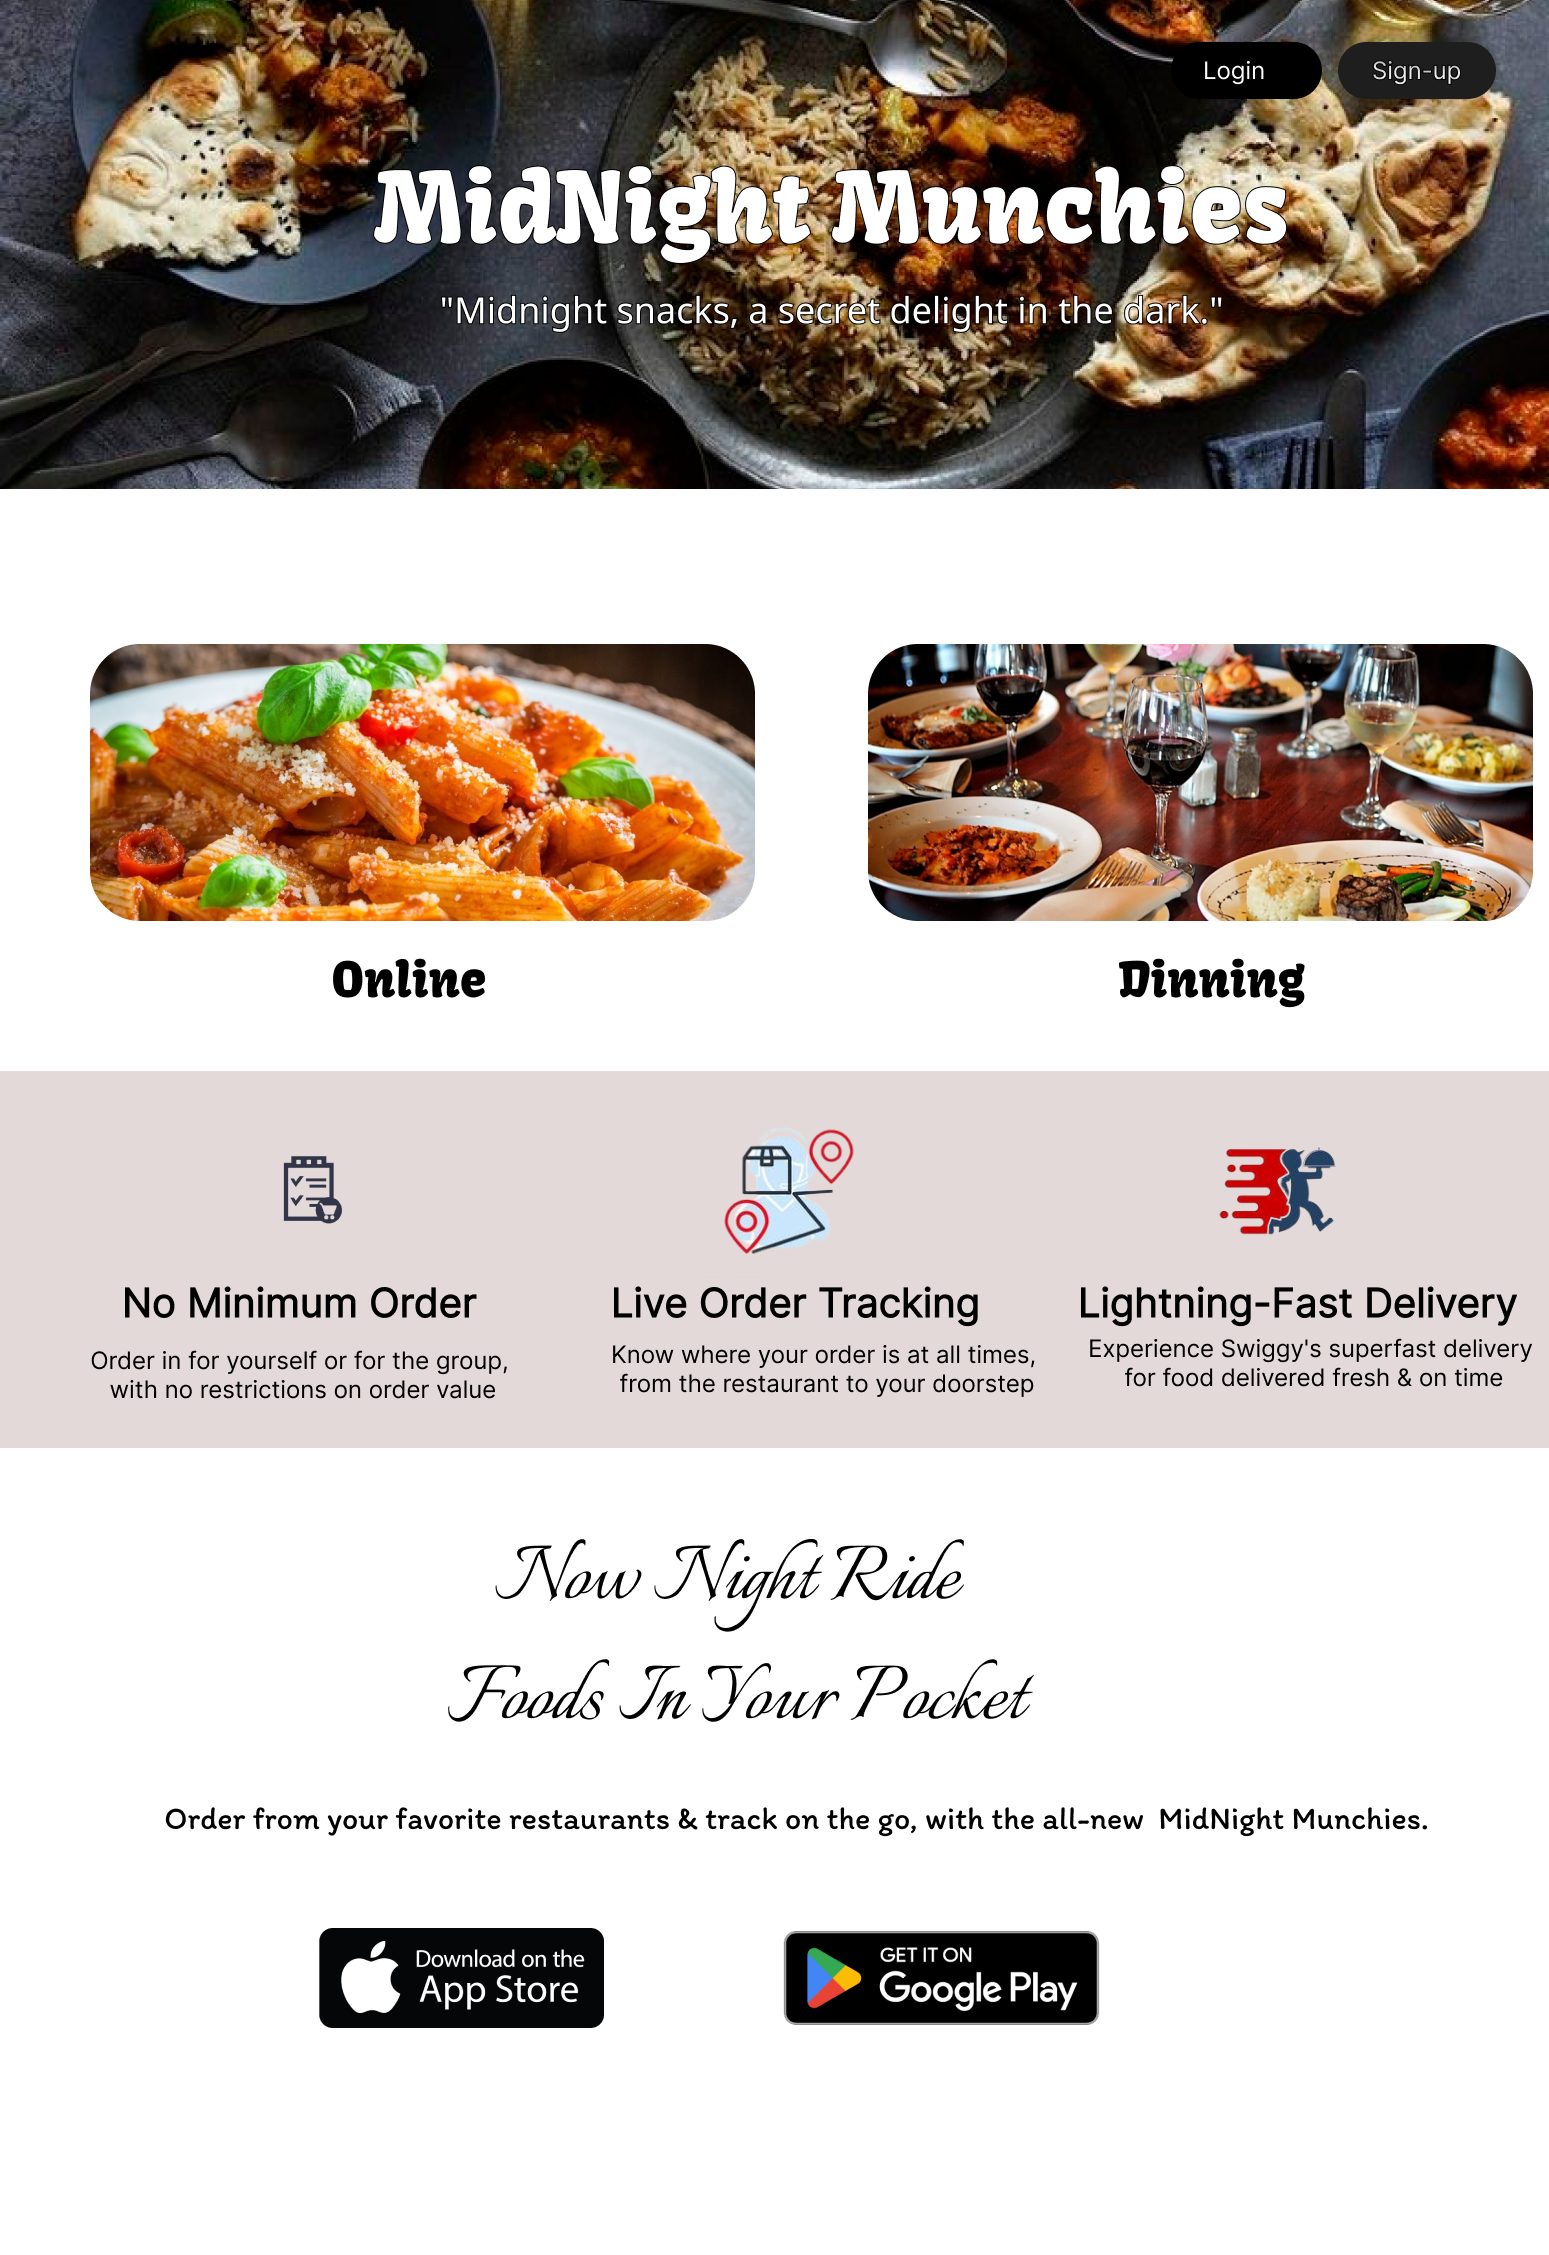 Login Sign-up
MidNight Munchies
"Midnight snacks, a secret delight in the dark."
Online
Dinning
No Minimum Order
Order in for yourself or for the group,
with no restrictions on order value
Live Order Tracking
Know where your order is at all times,
from the restaurant to your doorstep
Lightning-Fast Delivery
Experience Swiggy's superfast delivery
for food delivered fresh & on time
Now Night Ride
Foods In Your Pocket
Order from your favorite restaurants & track on the go, with the all-new MidNight Munchies.
Download on the
App Store
GET IT ON
Google Play